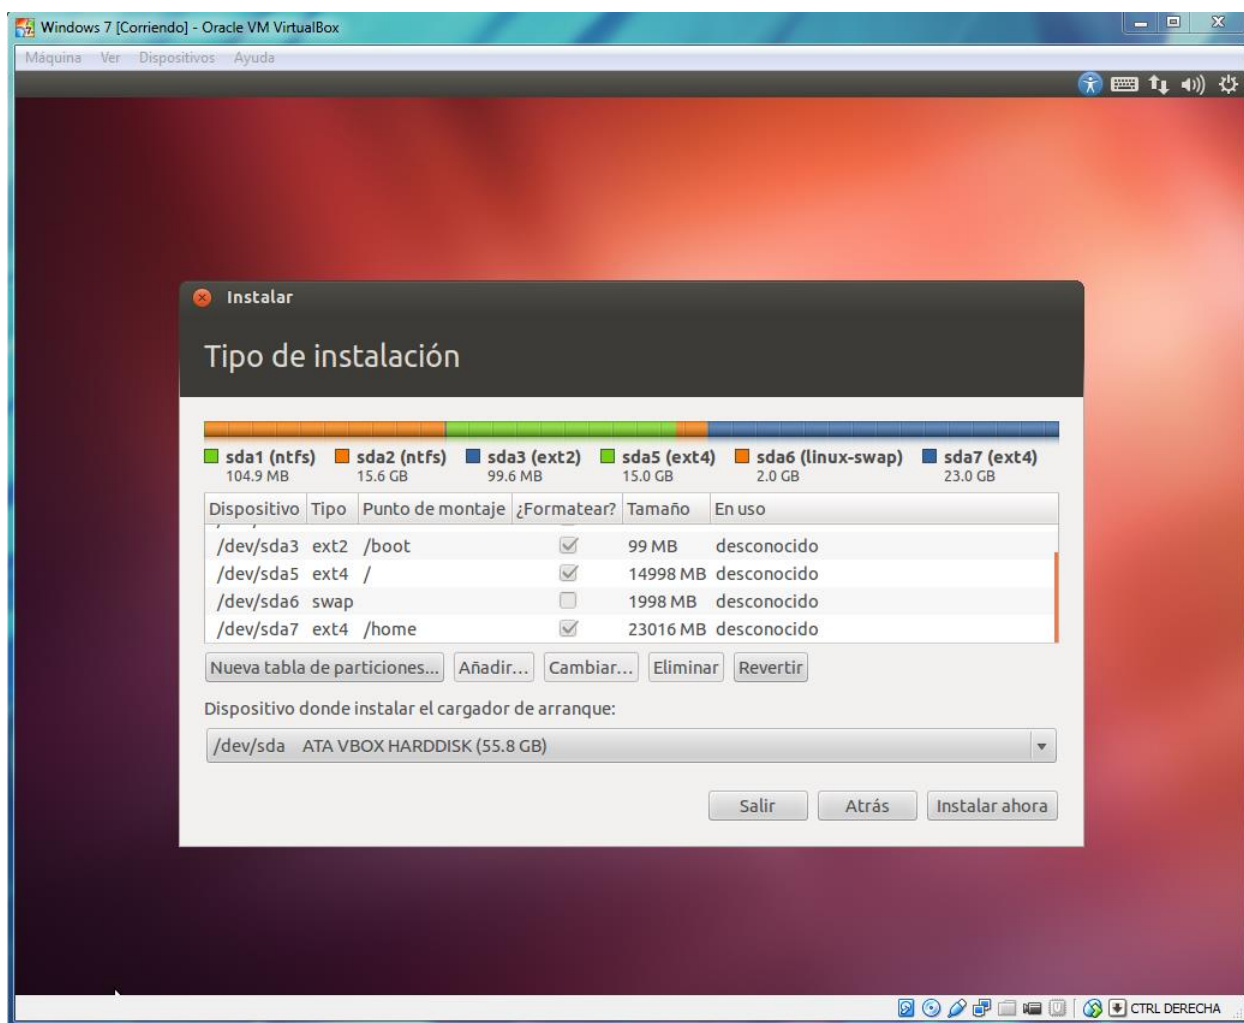 Windows 7 [Corriendo] - Oracle VM VirtualBox
Máquina Ver Dispositivos Ayuda
Instalar
Tipo de instalación
sda1 (ntfs) sda2 (ntfs) sda3 (ext2) sda5 (ext4) sda6 (linux-swap) sda7 (ext4)
104.9 MB 15.6 GB 99.6 MB 15.0 GB 2.0 GB 23.0 GB
Dispositivo Tipo Punto de montaje ¿Formatear? Tamaño En uso
/dev/sda3 ext2 /boot 99 MB desconocido
/dev/sda5 ext4 / 14998 MB desconocido
/dev/sda6 swap 1998 MB desconocido
/dev/sda7 ext4 /home 23016 MB desconocido
Nueva tabla de particiones... Añadir... Cambiar... Eliminar Revertir
Dispositivo donde instalar el cargador de arranque:
/dev/sda ATA VBOX HARDDISK (55.8 GB)
Salir Atrás Instalar ahora
CTRL DERECHA